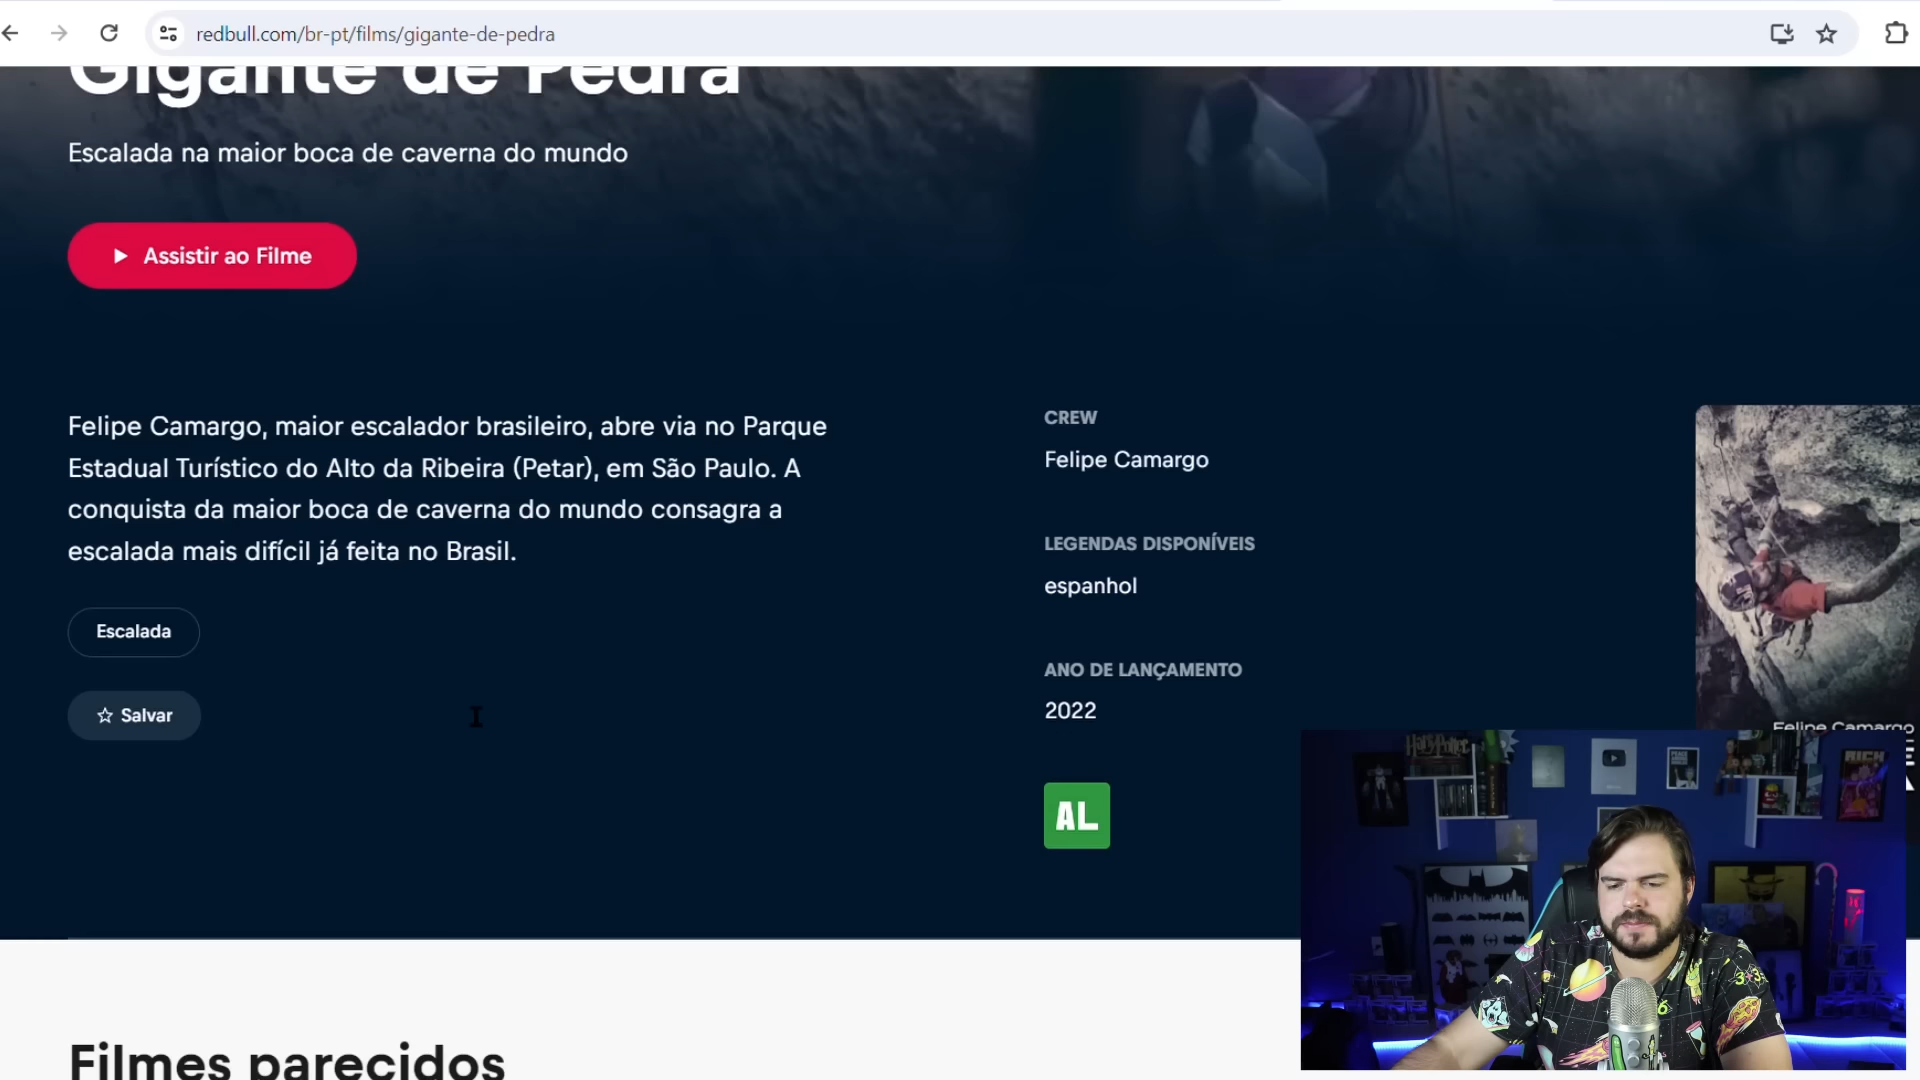 redbull.com/br-pt/films/gigante-de-pedra
Gigante de Pedra
Escalada na maior boca de caverna do mundo
Assistir ao Filme
Felipe Camargo, maior escalador brasileiro, abre via no Parque
Estadual Turístico do Alto da Ribeira (Petar), em São Paulo. A
conquista da maior boca de caverna do mundo consagra a
escalada mais difícil já feita no Brasil.
Escalada
Salvar
CREW
Felipe Camargo
LEGENDAS DISPONÍVEIS
espanhol
ANO DE LANÇAMENTO
2022
AL
Felipe Camargo
Harry Potter
RICK
Filmes parecidos